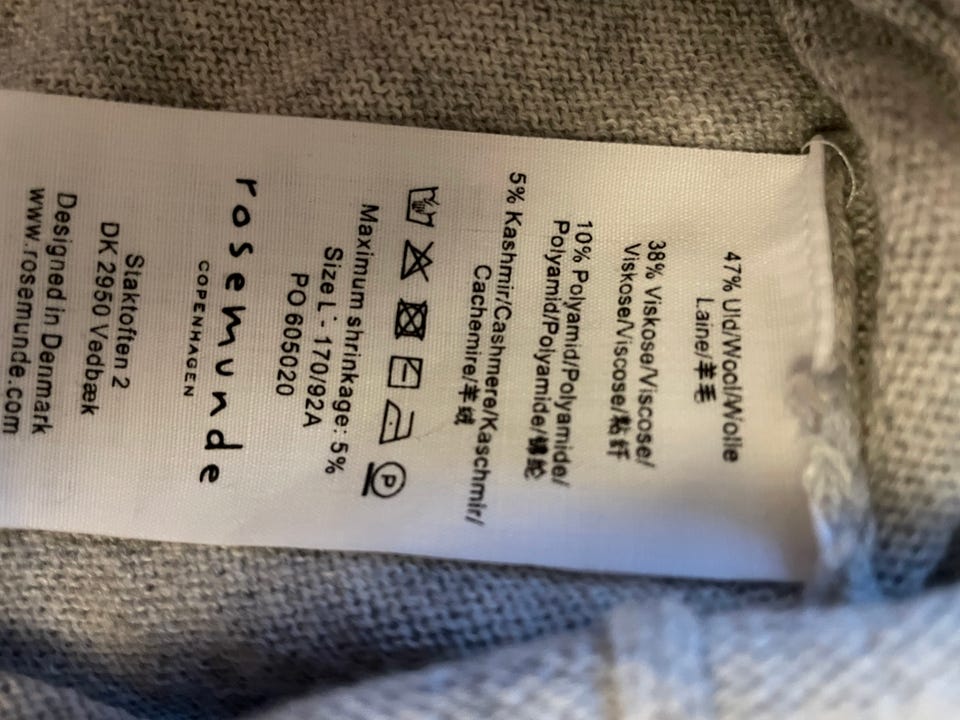 47% Uld/Wool/Wolle
Laine/羊毛
38% Viskose/Viscose/
Viskose/Viscose/黏纤
10% Polyamid/Polyamide/
Polyamid/Polyamide/锦纶
5% Kashmir/Cashmere/Kaschmir/
Cachemire/羊绒
P
Maximum shrinkage: 5%
Size L - 170/92A
PO 605020
rosemunde
COPENHAGEN
Staktoften 2
DK 2950 Vedbæk
Designed in Denmark
www.rosemunde.com